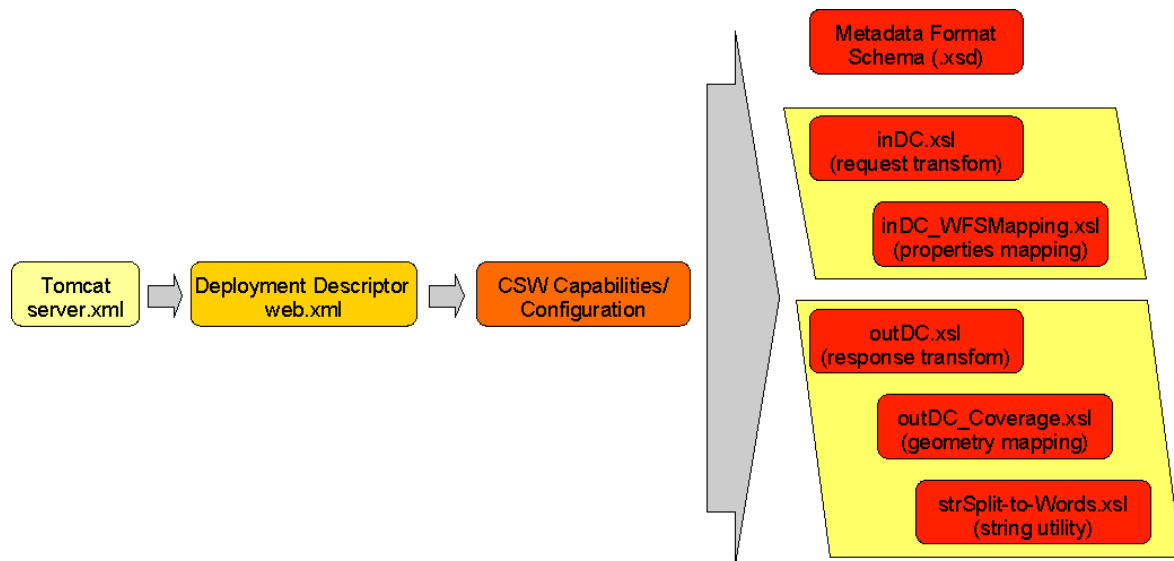 Metadata Format
Schema (.xsd)
inDC.xsl
(request transfom)
inDC_WFSMapping.xsl
(properties mapping)
Tomcat
server.xml
Deployment Descriptor
web.xml
CSW Capabilities/
Configuration
outDC.xsl
(response transfom)
outDC_Coverage.xsl
(geometry mapping)
strSplit-to-Words.xsl
(string utility)